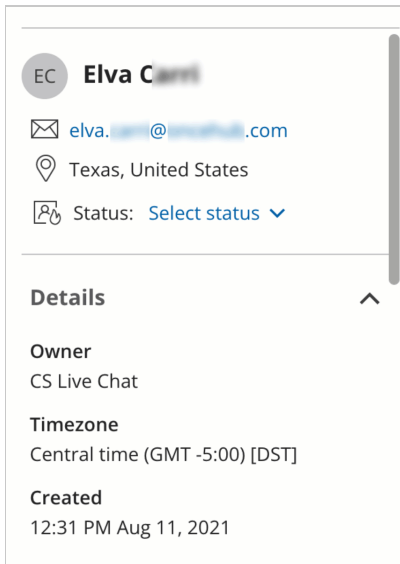 EC
Elva
elva. @ .com
Texas, United States
Status: Select status
Details
Owner
CS Live Chat
Timezone
Central time (GMT -5:00) [DST]
Created
12:31 PM Aug 11, 2021